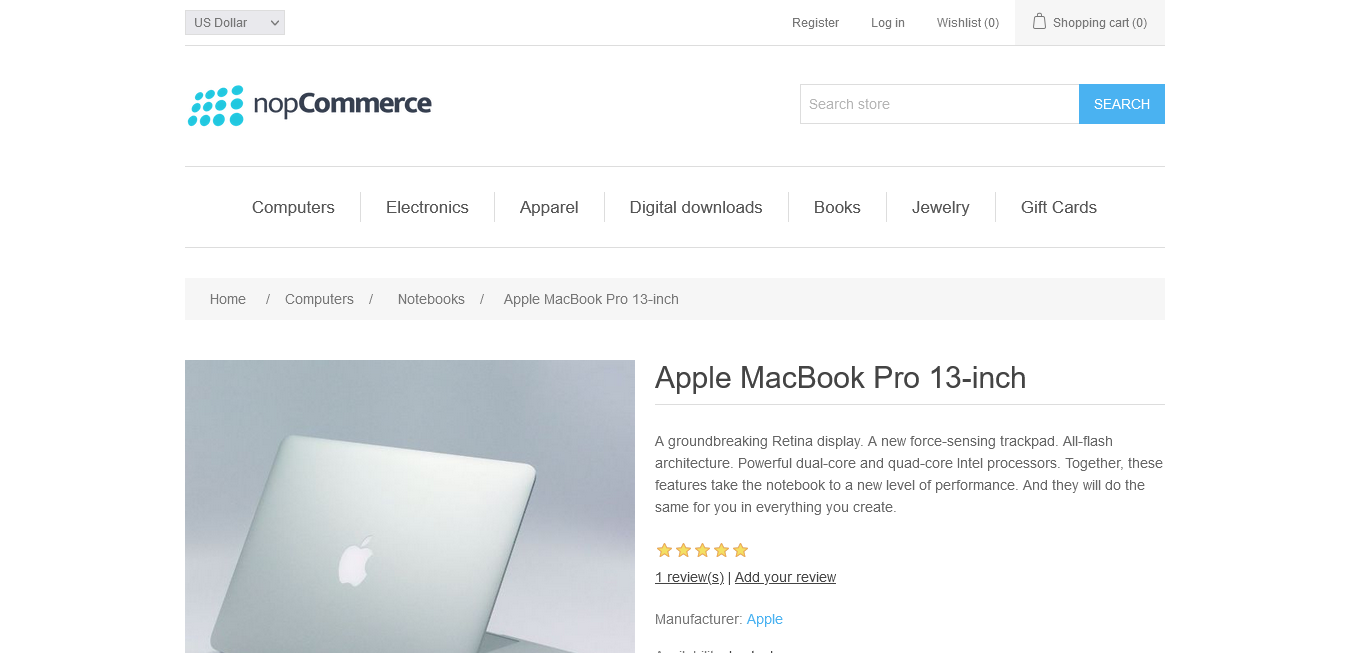 US Dollar
Register
Log in
Wishlist (0)
Shopping cart (0)
nopCommerce
Search store
SEARCH
Computers
Electronics
Apparel
Digital downloads
Books
Jewelry
Gift Cards
Home / Computers / Notebooks / Apple MacBook Pro 13-inch
Apple MacBook Pro 13-inch
A groundbreaking Retina display. A new force-sensing trackpad. All-flash
architecture. Powerful dual-core and quad-core Intel processors. Together, these
features take the notebook to a new level of performance. And they will do the
same for you in everything you create.
1 review(s) | Add your review
Manufacturer: Apple